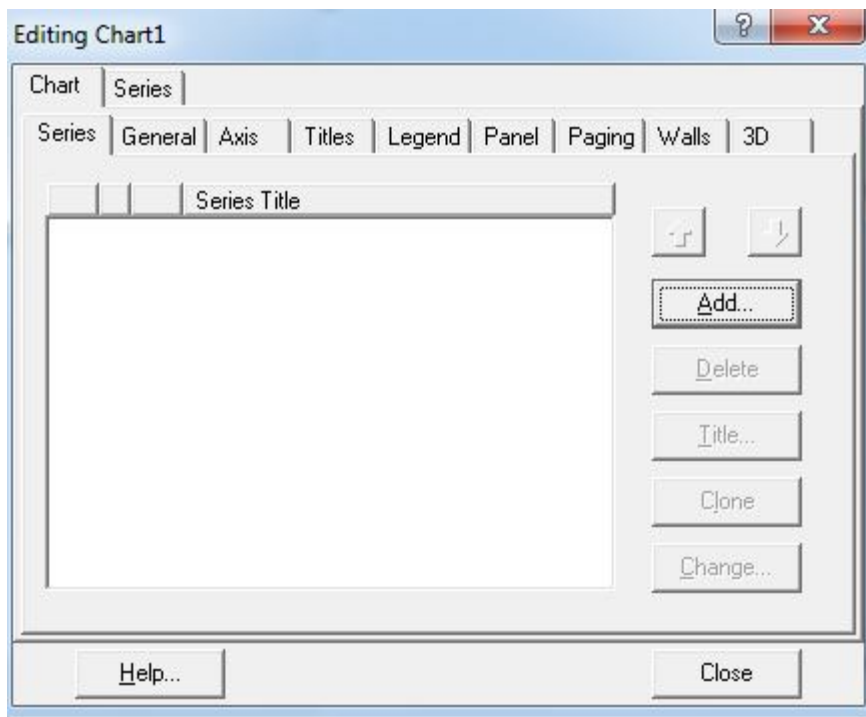 Editing Chart1
Chart Series
Series General Axis Titles Legend Panel Paging Walls 3D
Series Title
Add...
Delete
Title...
Clone
Change...
Help... Close